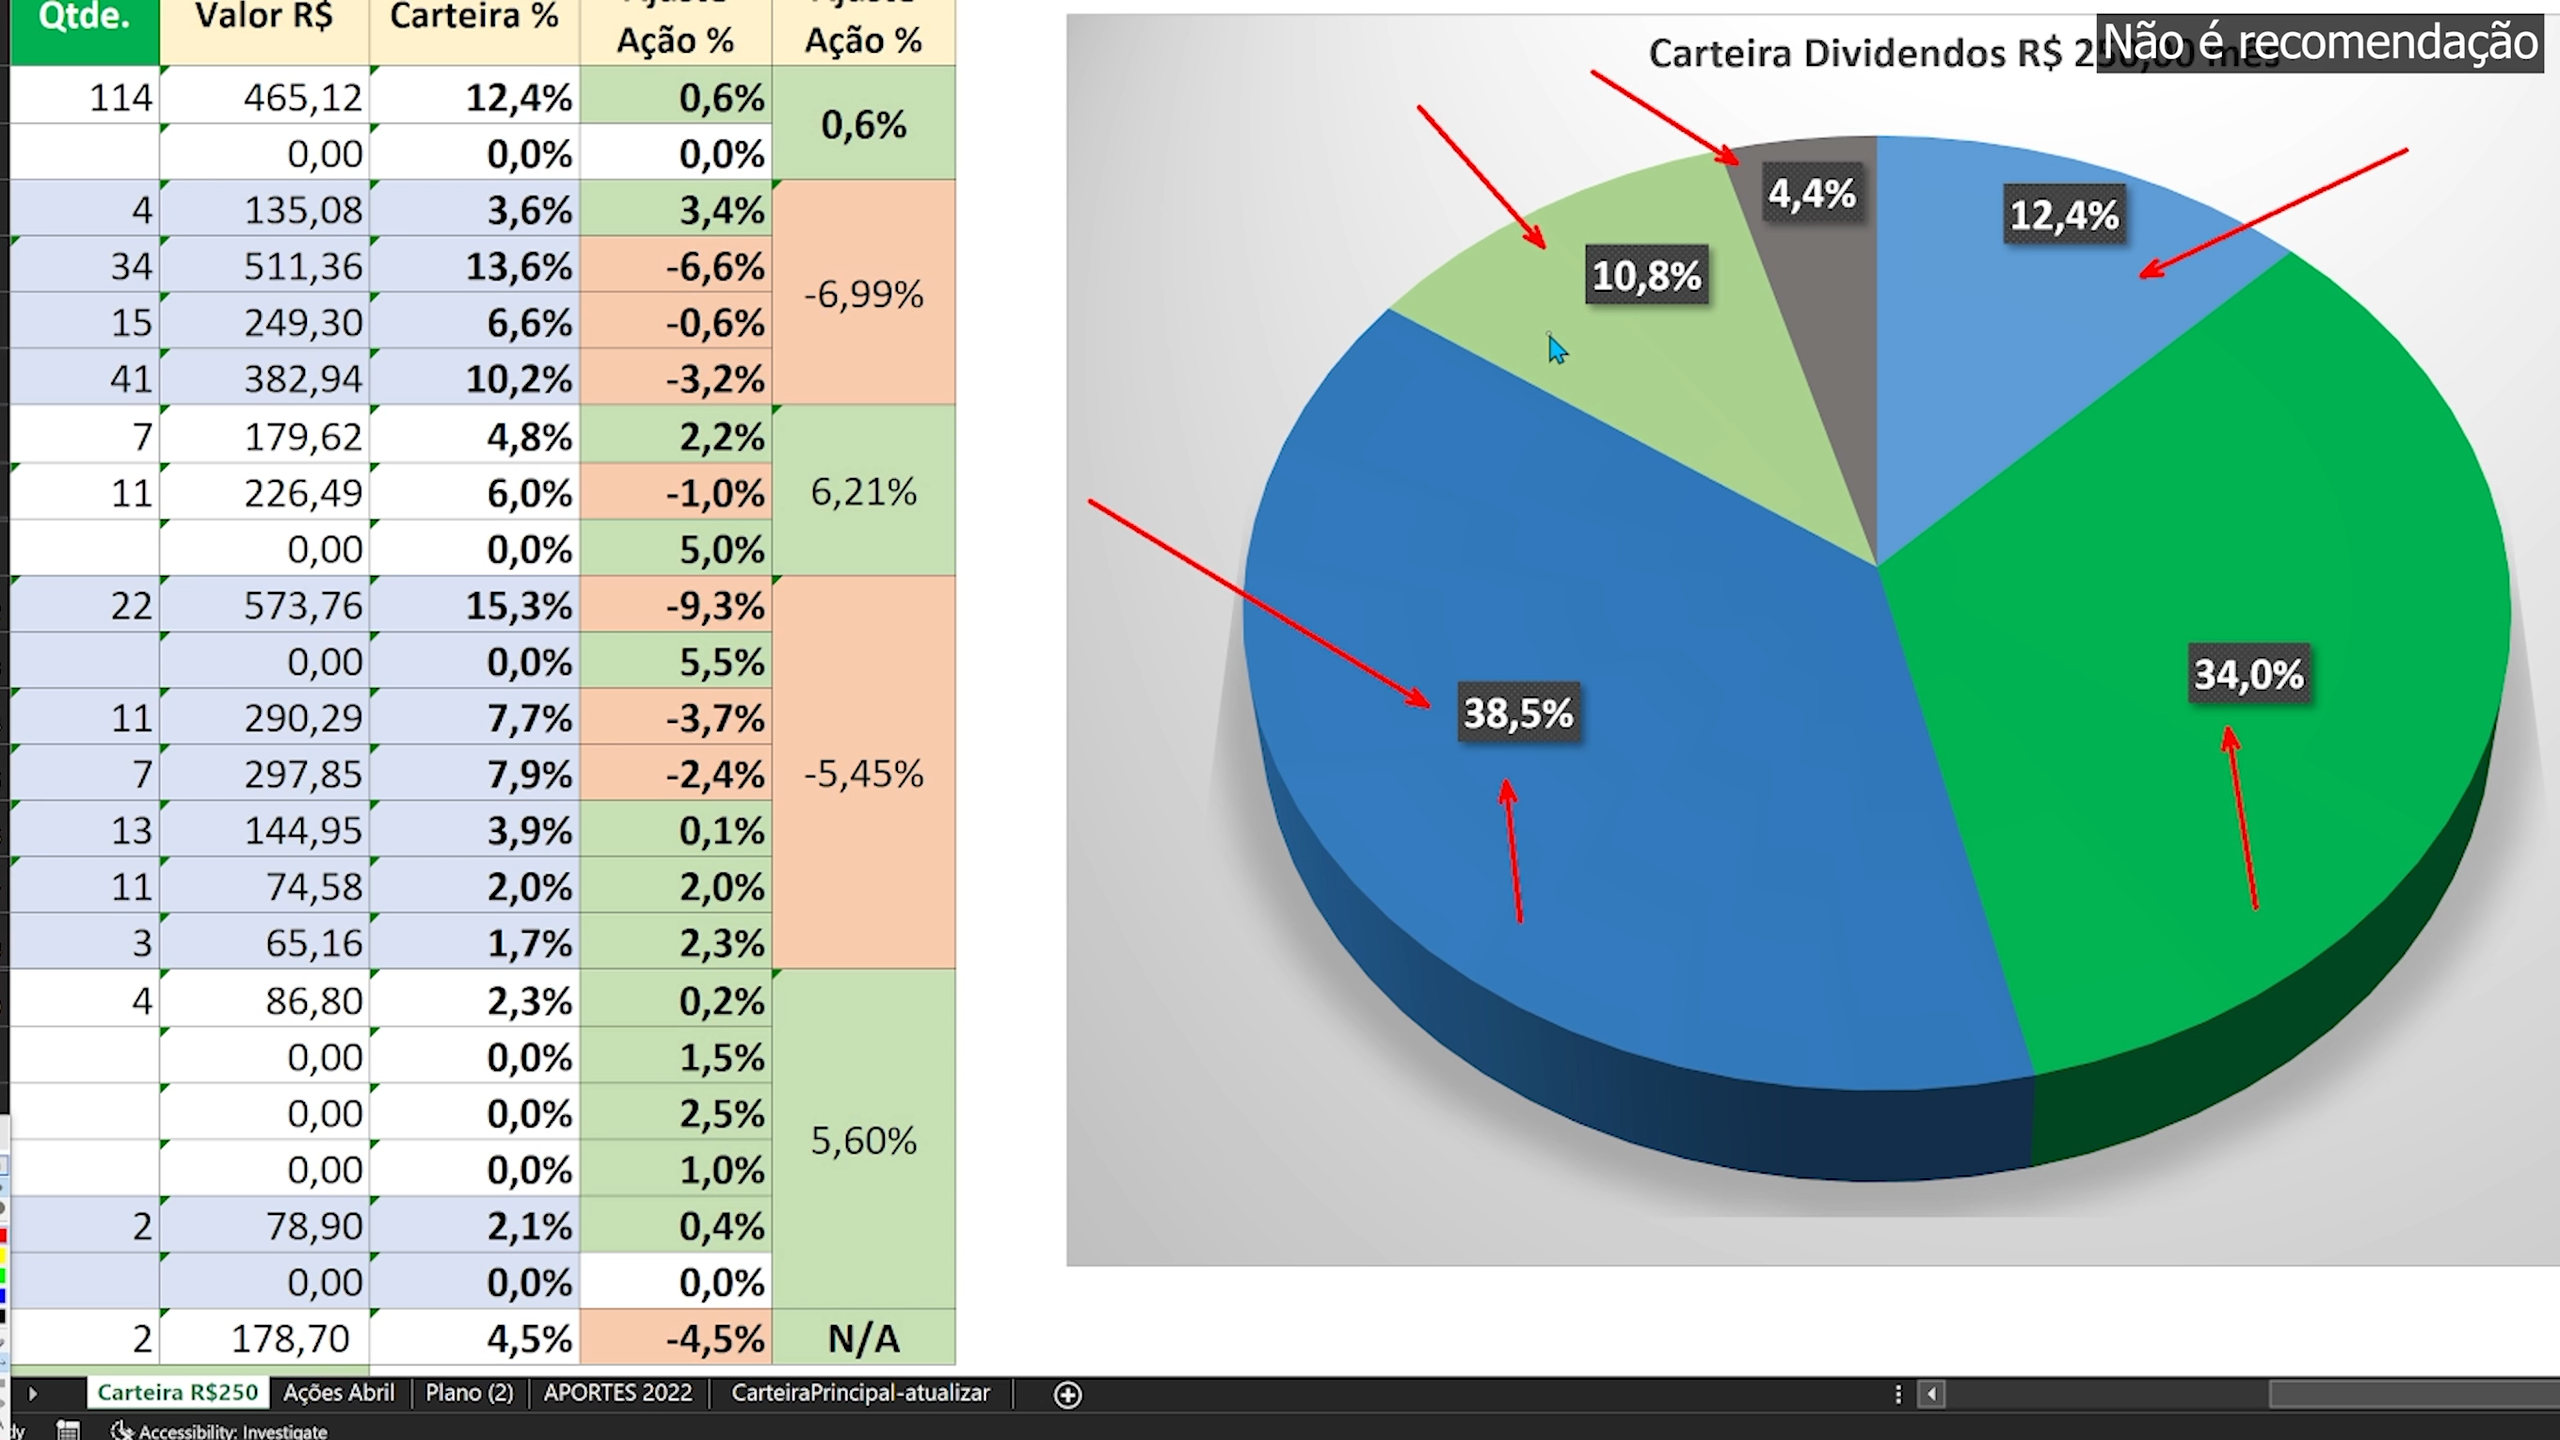 Qtde. Valor R$ Carteira % Ação % Ação %
114 465,12 12,4% 0,6% 0,6%
0,00 0,0% 0,0%
4 135,08 3,6% 3,4% -6,99%
34 511,36 13,6% -6,6%
15 249,30 6,6% -0,6%
41 382,94 10,2% -3,2%
7 179,62 4,8% 2,2% 6,21%
11 226,49 6,0% -1,0%
0,00 0,0% 5,0%
22 573,76 15,3% -9,3% -5,45%
0,00 0,0% 5,5%
11 290,29 7,7% -3,7%
7 297,85 7,9% -2,4%
13 144,95 3,9% 0,1%
11 74,58 2,0% 2,0%
3 65,16 1,7% 2,3%
4 86,80 2,3% 0,2% 5,60%
0,00 0,0% 1,5%
0,00 0,0% 2,5%
0,00 0,0% 1,0%
2 78,90 2,1% 0,4%
0,00 0,0% 0,0%
2 178,70 4,5% -4,5% N/A
Carteira Dividendos R$
Não é recomendação
4,4%
12,4%
10,8%
34,0%
38,5%
Carteira R$250 Ações Abril Plano (2) APORTES 2022 CarteiraPrincipal-atualizar
Accessibility: Investigate